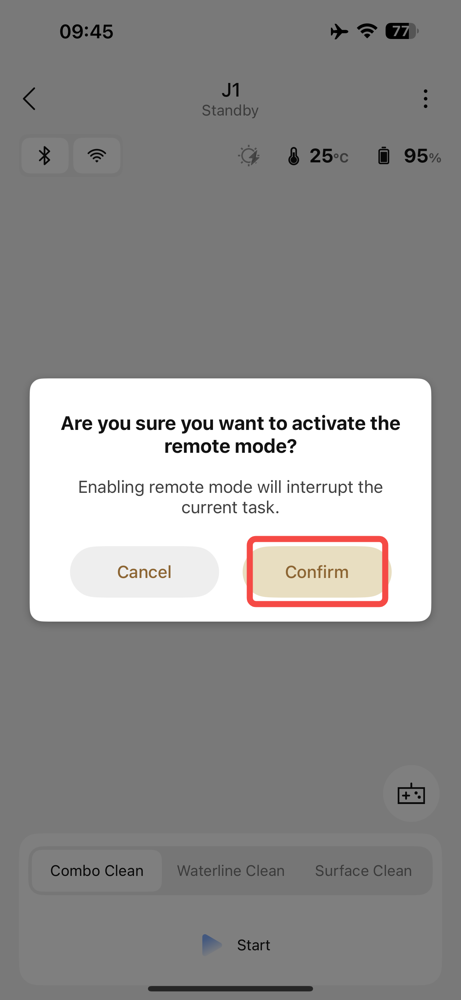 09:45
77
J1
Standby
25°C
95%
Are you sure you want to activate the
remote mode?
Enabling remote mode will interrupt the
current task.
Cancel
Confirm
Combo Clean
Waterline Clean
Surface Clean
Start